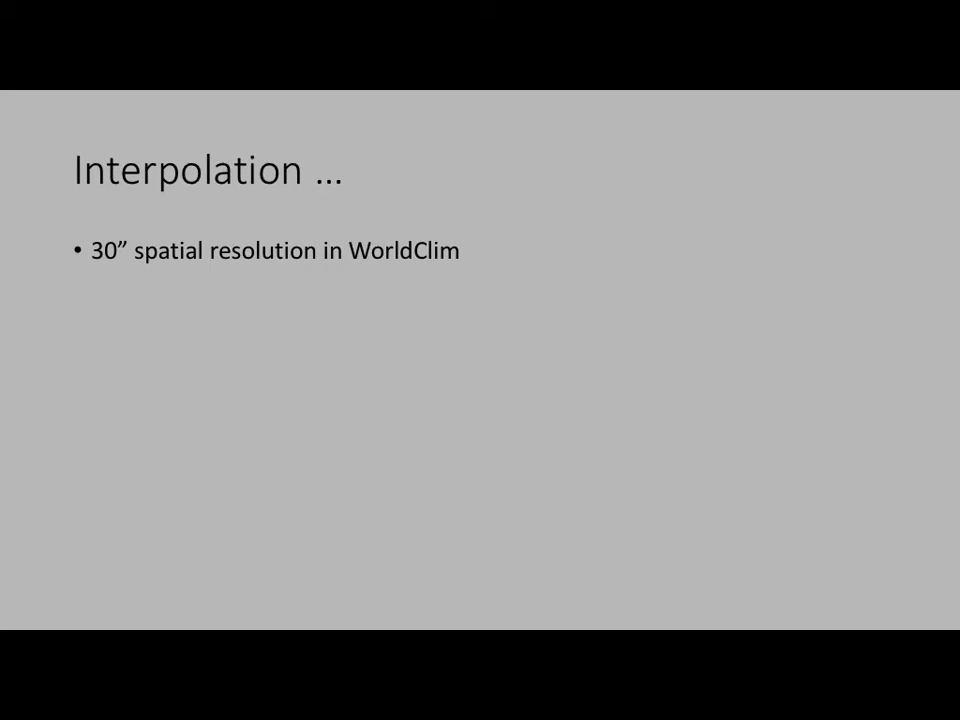 Interpolation …
• 30” spatial resolution in WorldClim